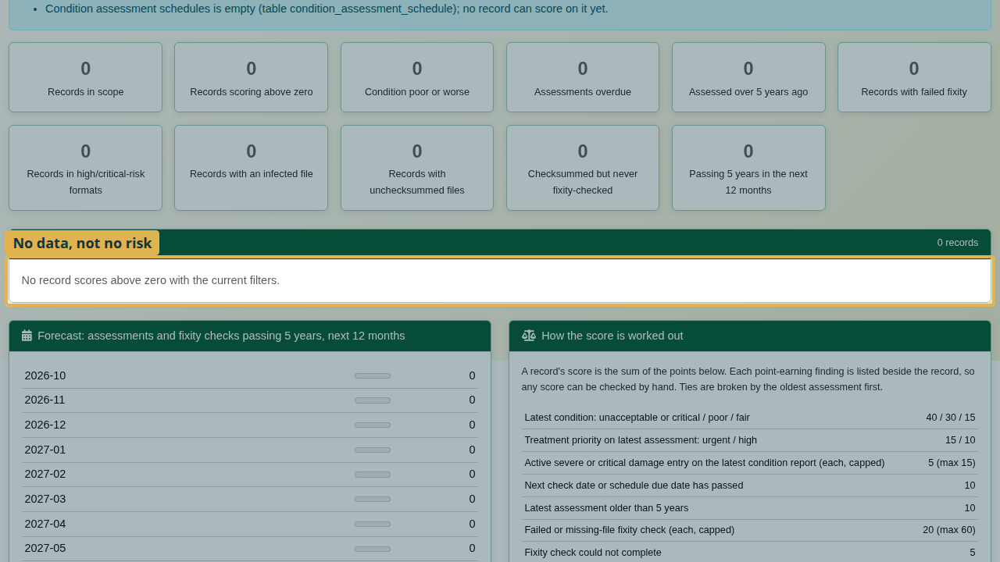 • Condition assessment schedules is empty (table condition_assessment_schedule); no record can score on it yet.
0
Records in scope
0
Records scoring above zero
0
Condition poor or worse
0
Assessments overdue
0
Assessed over 5 years ago
0
Records with failed fixity
0
Records in high/critical-risk
formats
0
Records with an infected file
0
Records with
unchecksummed files
0
Checksummed but never
fixity-checked
0
Passing 5 years in the next
12 months
No data, not no risk
0 records
No record scores above zero with the current filters.
Forecast: assessments and fixity checks passing 5 years, next 12 months
2026-10 0
2026-11 0
2026-12 0
2027-01 0
2027-02 0
2027-03 0
2027-04 0
2027-05 0
How the score is worked out
A record's score is the sum of the points below. Each point-earning finding is listed beside the record, so
any score can be checked by hand. Ties are broken by the oldest assessment first.
Latest condition: unacceptable or critical / poor / fair 40 / 30 / 15
Treatment priority on latest assessment: urgent / high 15 / 10
Active severe or critical damage entry on the latest condition report (each, capped) 5 (max 15)
Next check date or schedule due date has passed 10
Latest assessment older than 5 years 10
Failed or missing-file fixity check (each, capped) 20 (max 60)
Fixity check could not complete 5